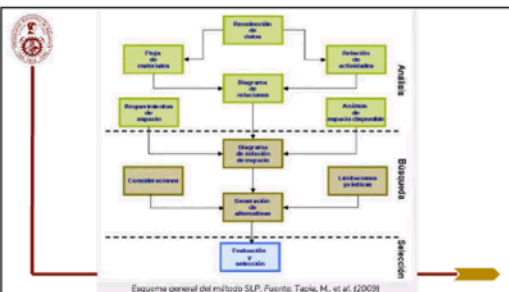 Recolección
de
datos
Flujo
de
materiales
Relación
de
actividades
Diagrama
de
relaciones
Requerimientos
de
espacio
Análisis
de
espacio disponible
Análisis
Diagrama
de relación
de espacio
Consideraciones
Limitaciones
prácticas
Generación
de
alternativas
Búsqueda
Evaluación
y
selección
Selección
Esquema general del método SLP. Fuente: Tapia, M., et al. (2009)